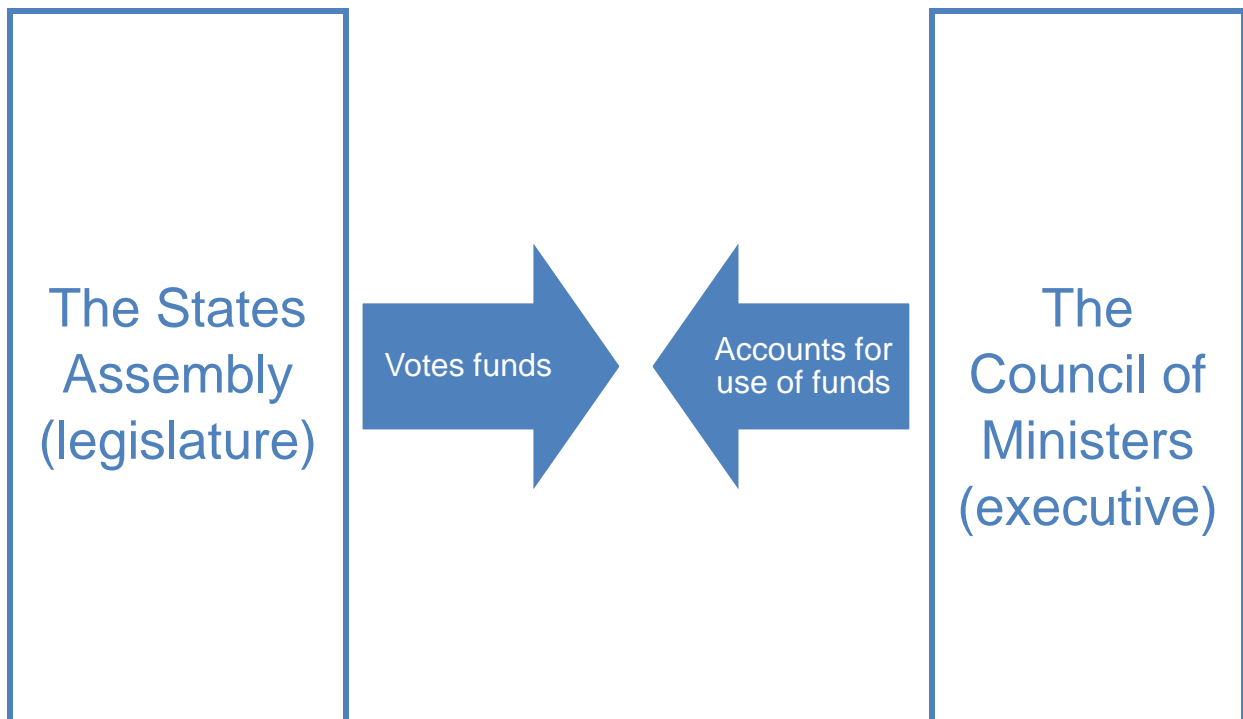 The States
Assembly
(legislature)
Votes funds
Accounts for
use of funds
The
Council of
Ministers
(executive)